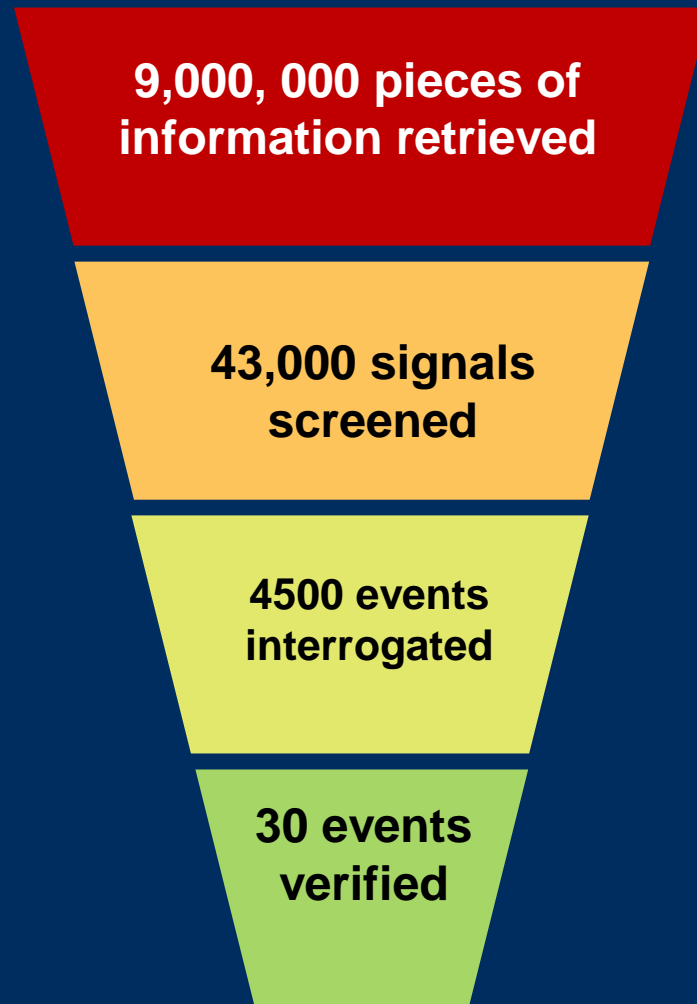 9,000, 000 pieces of
information retrieved
43,000 signals
screened
4500 events
interrogated
30 events
verified